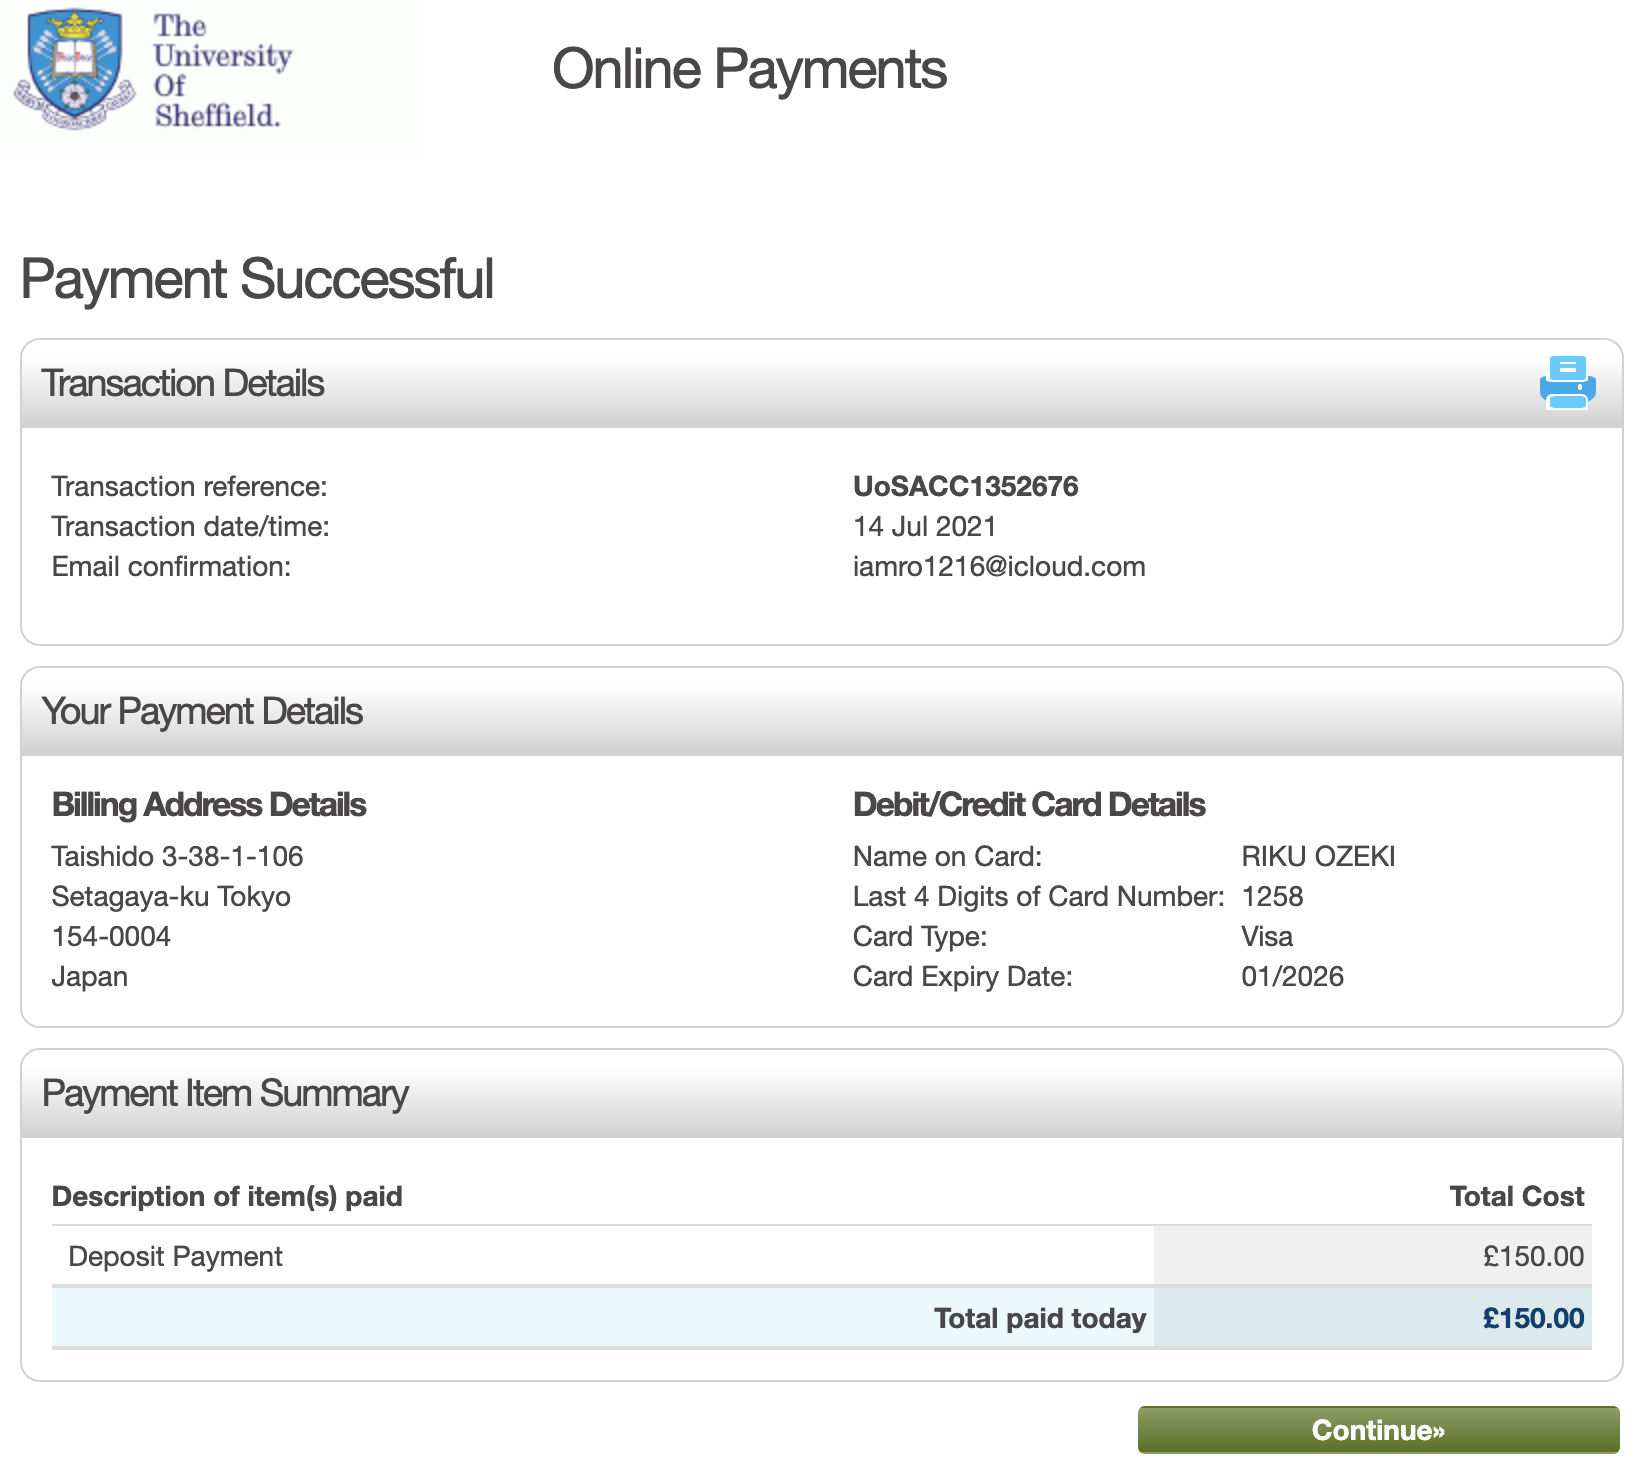 The
University
Of
Sheffield.
Online Payments
Payment Successful
Transaction Details
Transaction reference: UoSACC1352676
Transaction date/time: 14 Jul 2021
Email confirmation: iamro1216@icloud.com
Your Payment Details
Billing Address Details
Taishido 3-38-1-106
Setagaya-ku Tokyo
154-0004
Japan
Debit/Credit Card Details
Name on Card: RIKU OZEKI
Last 4 Digits of Card Number: 1258
Card Type: Visa
Card Expiry Date: 01/2026
Payment Item Summary
Description of item(s) paid Total Cost
Deposit Payment £150.00
Total paid today £150.00
Continue»